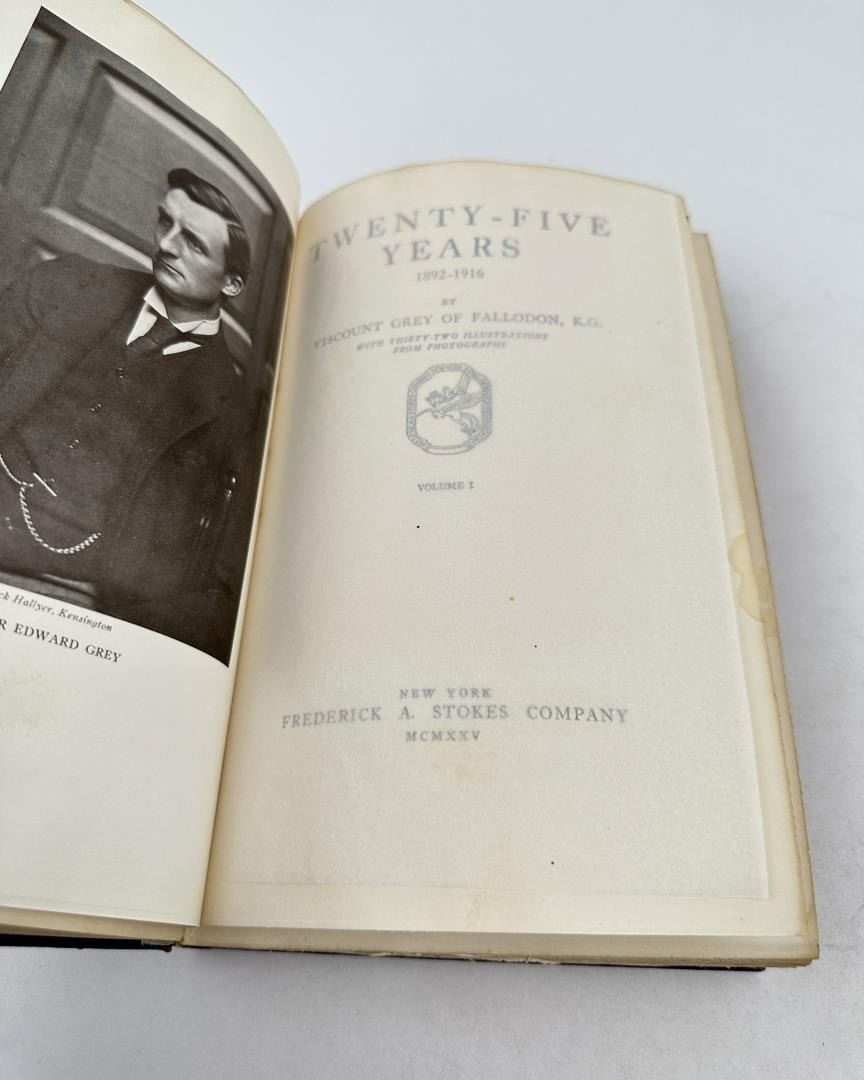 Hallyer, Kensington
EDWARD GREY
TWENTY-FIVE
YEARS
1892-1916
BY
VISCOUNT GREY OF FALLODON, K.G.
WITH THIRTY-TWO ILLUSTRATIONS
FROM PHOTOGRAPHS
VOLUME I
NEW YORK
FREDERICK A. STOKES COMPANY
MCMXXV